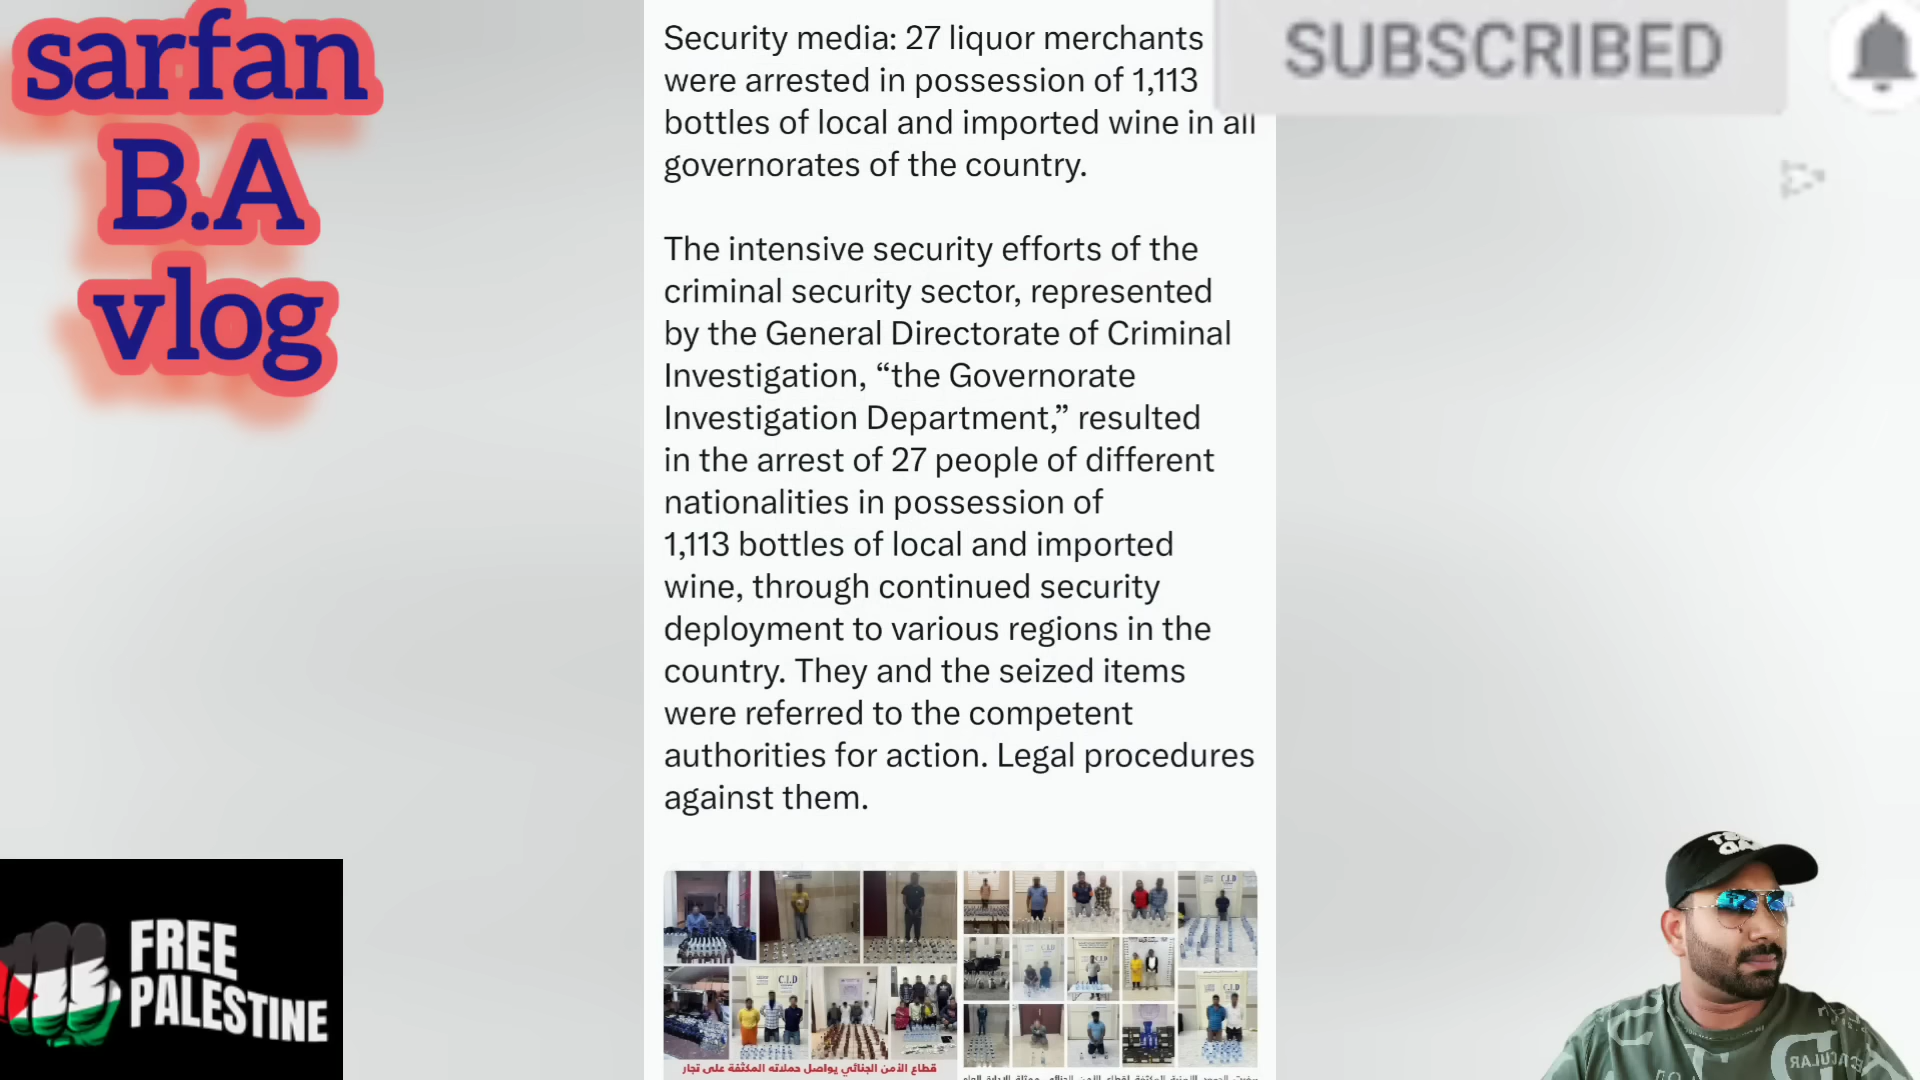 sarfan
B.A
vlog
Security media: 27 liquor merchants
were arrested in possession of 1,113
bottles of local and imported wine in all
governorates of the country.
The intensive security efforts of the
criminal security sector, represented
by the General Directorate of Criminal
Investigation, “the Governorate
Investigation Department,” resulted
in the arrest of 27 people of different
nationalities in possession of
1,113 bottles of local and imported
wine, through continued security
deployment to various regions in the
country. They and the seized items
were referred to the competent
authorities for action. Legal procedures
against them.
SUBSCRIBED
C.I.D
C.I.D
قطاع الأمن الجنائي يواصل حملاته المكثفة على تجار
FREE
PALESTINE